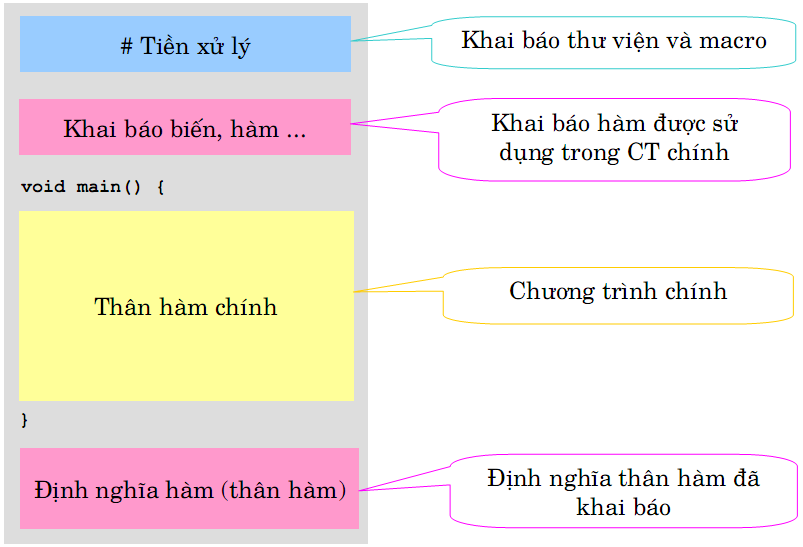 # Tiền xử lý
Khai báo thư viện và macro
Khai báo biến, hàm ...
Khai báo hàm được sử
dụng trong CT chính
void main() {
Thân hàm chính
Chương trình chính
}
Định nghĩa hàm (thân hàm)
Định nghĩa thân hàm đã
khai báo